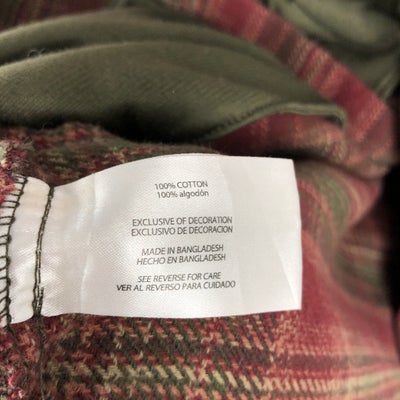 100% COTTON
100% algodón
EXCLUSIVE OF DECORATION
EXCLUSIVO DE DECORACION
MADE IN BANGLADESH
HECHO EN BANGLADESH
SEE REVERSE FOR CARE
VER AL REVERSO PARA CUIDADO